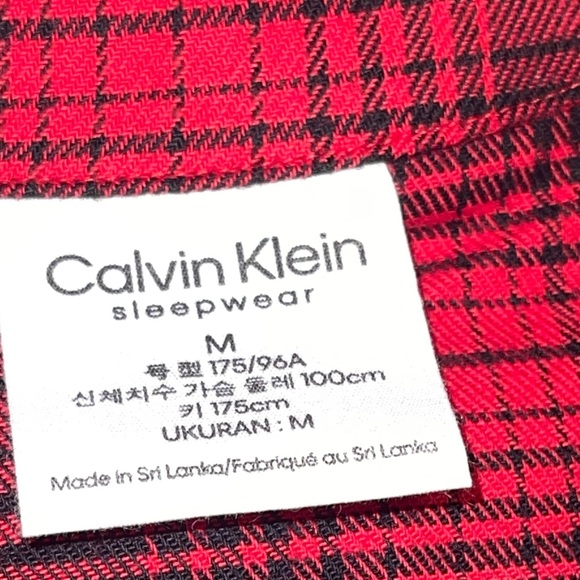 Calvin Klein
sleepwear
M
号型 175/96A
신체치수 가슴 둘레 100cm
키 175cm
UKURAN : M
Made in Sri Lanka/Fabriqué au Sri Lanka